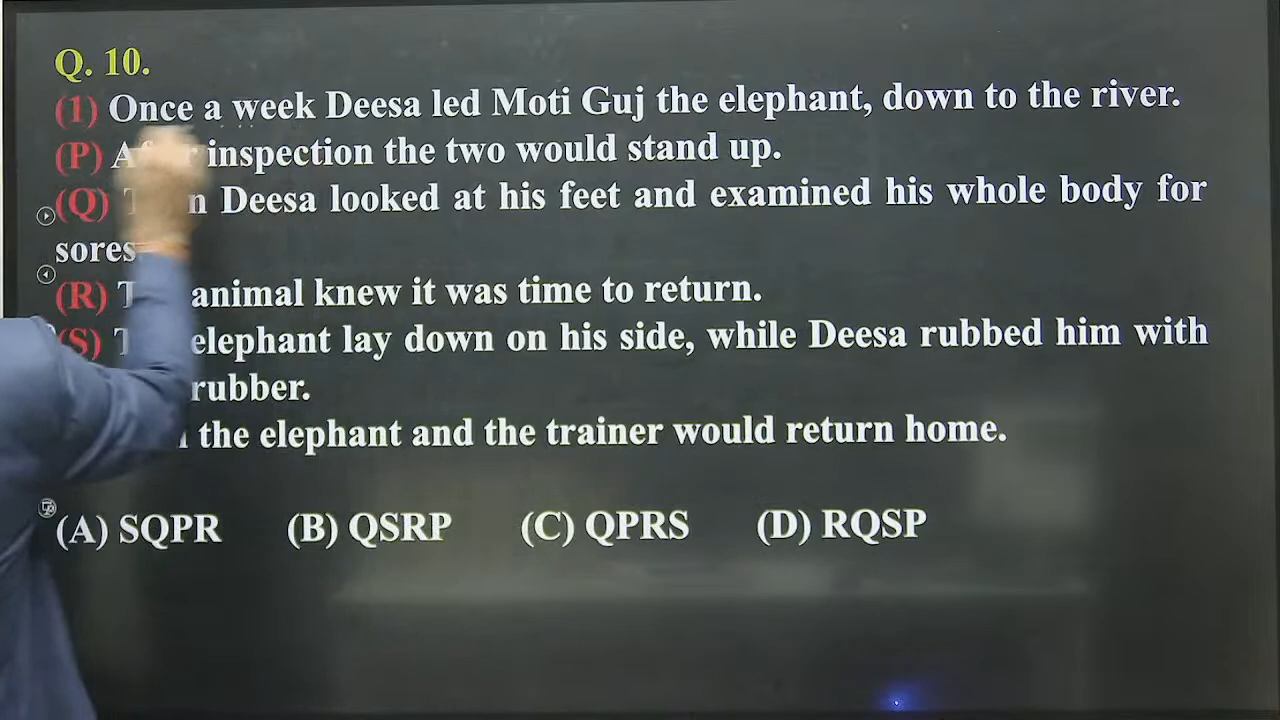 Q. 10.
(1) Once a week Deesa led Moti Guj the elephant, down to the river.
(P) inspection the two would stand up.
(Q) Deesa looked at his feet and examined his whole body for
sores
(R) animal knew it was time to return.
(S) elephant lay down on his side, while Deesa rubbed him with
rubber.
the elephant and the trainer would return home.
(A) SQPR (B) QSRP (C) QPRS (D) RQSP